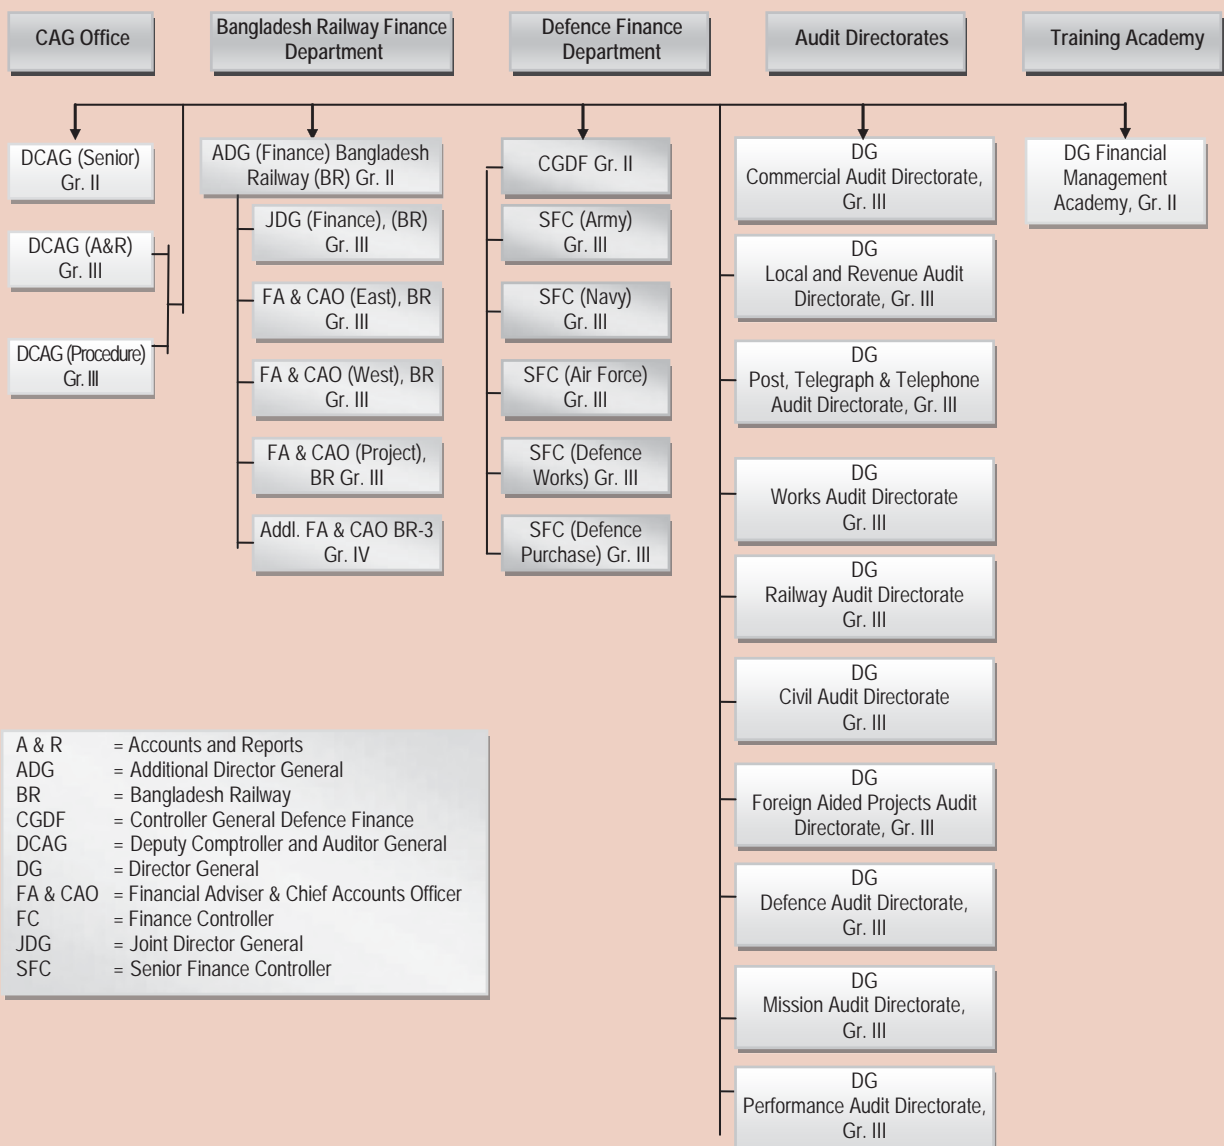 CAG Office
Bangladesh Railway Finance
Department
Defence Finance
Department
Audit Directorates
Training Academy
DCAG (Senior)
Gr. II
DCAG (A&R)
Gr. III
DCAG (Procedure)
Gr. III
ADG (Finance) Bangladesh
Railway (BR) Gr. II
JDG (Finance), (BR)
Gr. III
FA & CAO (East), BR
Gr. III
FA & CAO (West), BR
Gr. III
FA & CAO (Project),
BR Gr. III
Addl. FA & CAO BR-3
Gr. IV
CGDF Gr. II
SFC (Army)
Gr. III
SFC (Navy)
Gr. III
SFC (Air Force)
Gr. III
SFC (Defence
Works) Gr. III
SFC (Defence
Purchase) Gr. III
DG
Commercial Audit Directorate,
Gr. III
DG
Local and Revenue Audit
Directorate, Gr. III
DG
Post, Telegraph & Telephone
Audit Directorate, Gr. III
DG
Works Audit Directorate
Gr. III
DG
Railway Audit Directorate
Gr. III
DG
Civil Audit Directorate
Gr. III
DG
Foreign Aided Projects Audit
Directorate, Gr. III
DG
Defence Audit Directorate,
Gr. III
DG
Mission Audit Directorate,
Gr. III
DG
Performance Audit Directorate,
Gr. III
DG Financial
Management
Academy, Gr. II
A & R = Accounts and Reports
ADG = Additional Director General
BR = Bangladesh Railway
CGDF = Controller General Defence Finance
DCAG = Deputy Comptroller and Auditor General
DG = Director General
FA & CAO = Financial Adviser & Chief Accounts Officer
FC = Finance Controller
JDG = Joint Director General
SFC = Senior Finance Controller